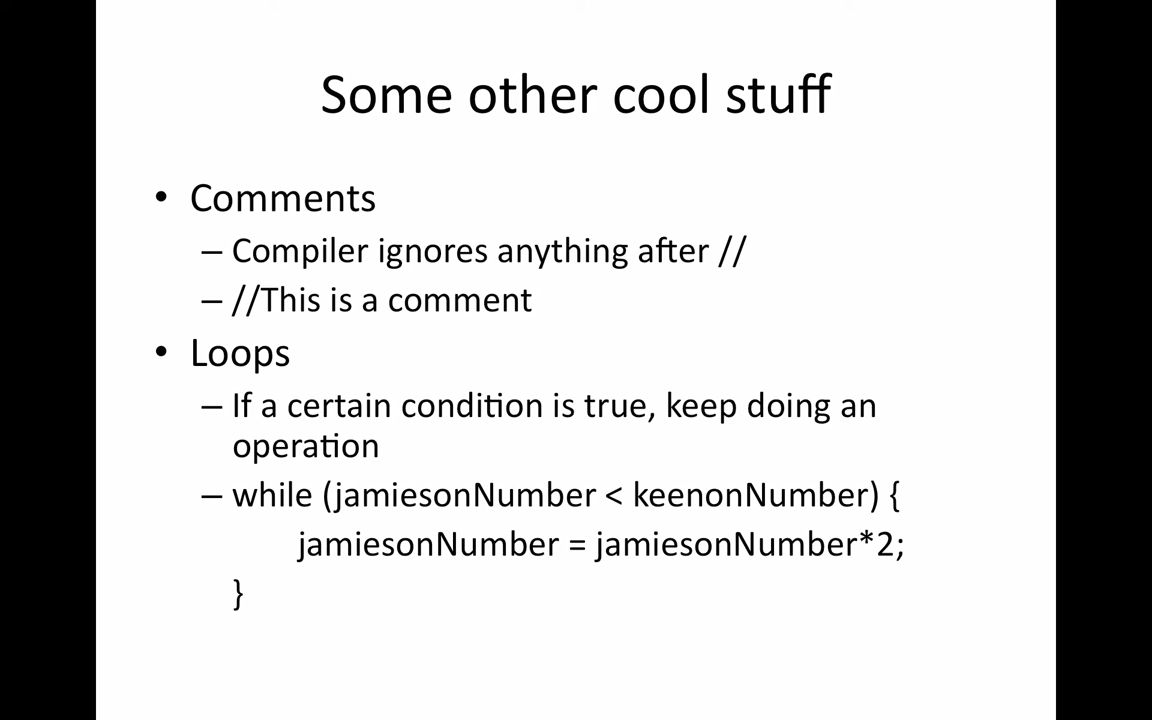 Some other cool stuff
• Comments
– Compiler ignores anything after //
– //This is a comment
• Loops
– If a certain condition is true, keep doing an
operation
– while (jamiesonNumber < keenonNumber) {
jamiesonNumber = jamiesonNumber*2;
}